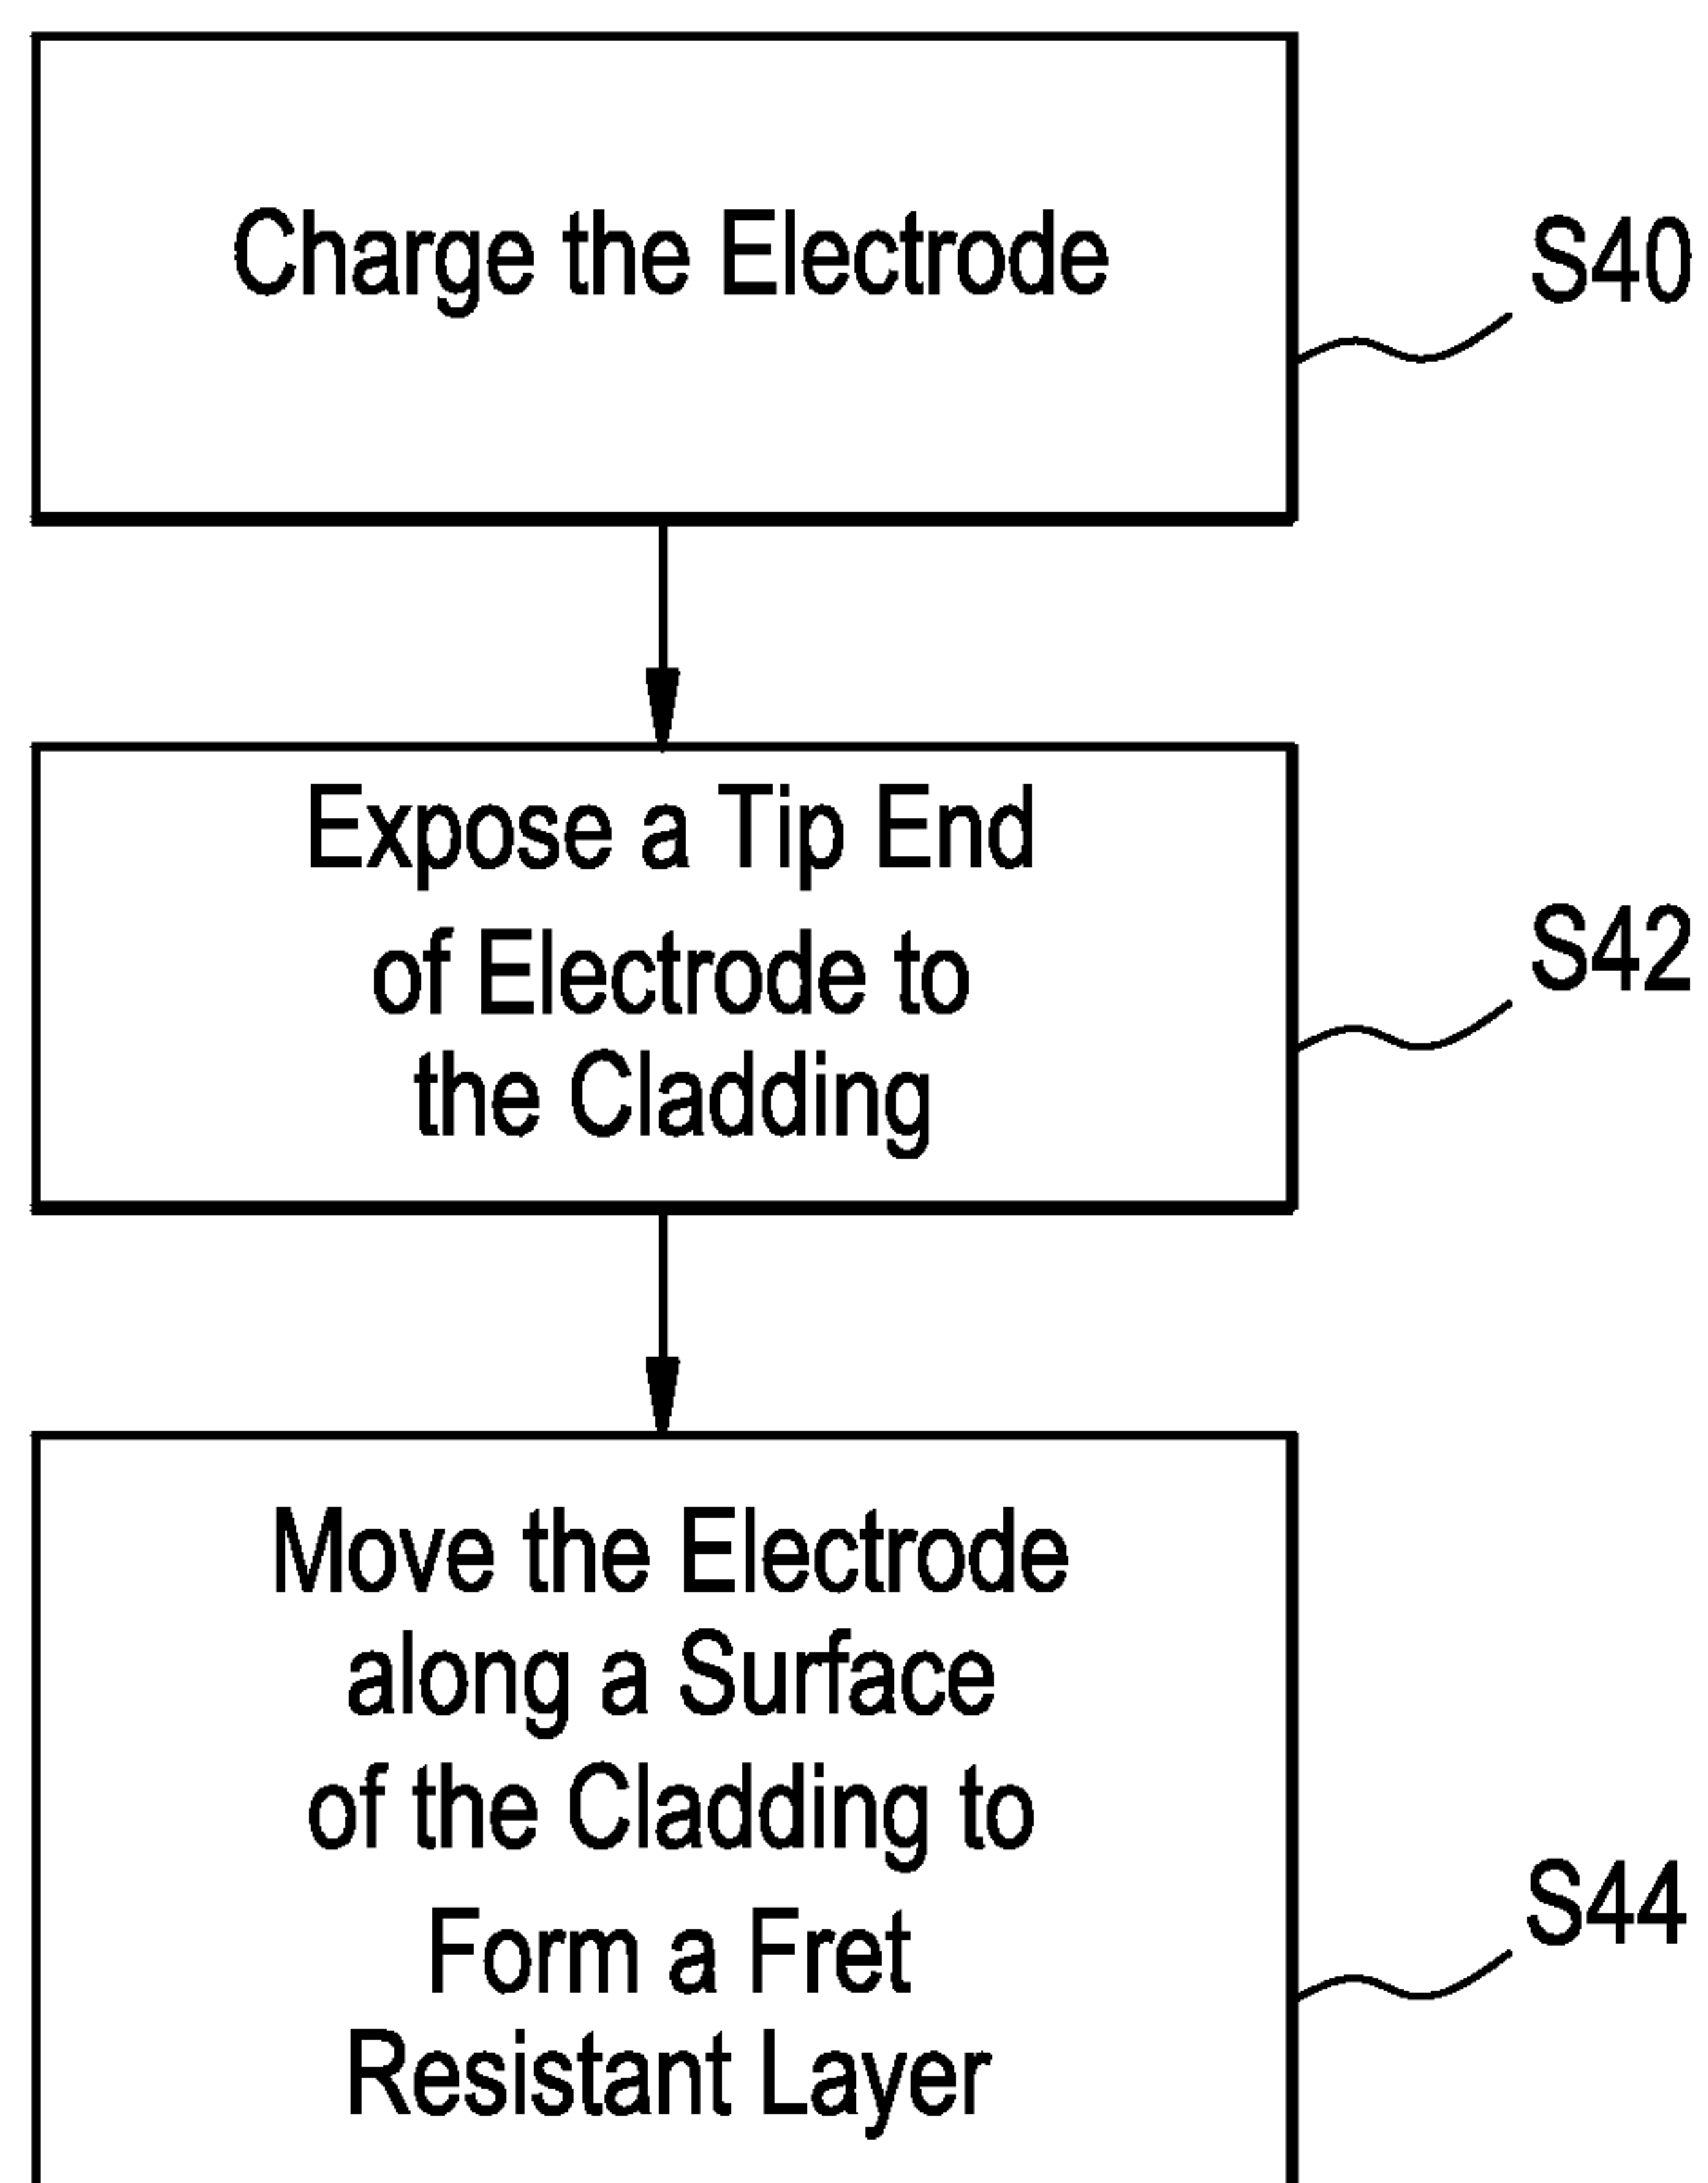 Charge the Electrode
S40
Expose a Tip End
of Electrode to
the Cladding
S42
Move the Electrode
along a Surface
of the Cladding to
Form a Fret
Resistant Layer
S44